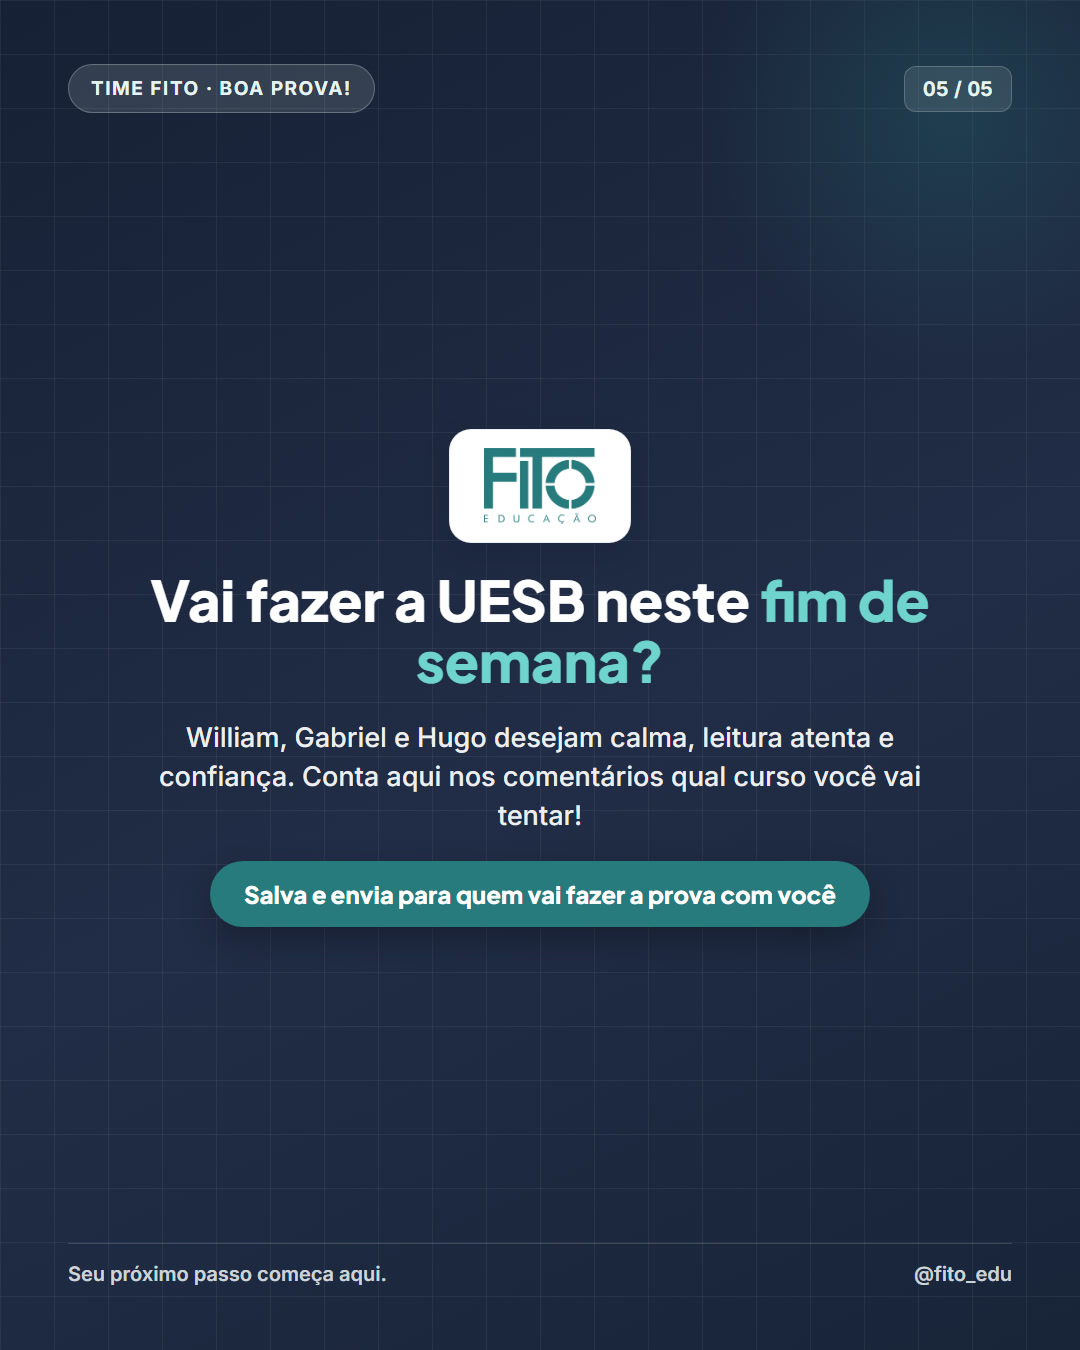 TIME FITO · BOA PROVA!
05 / 05
FITO
EDUCAÇÃO
Vai fazer a UESB neste fim de
semana?
William, Gabriel e Hugo desejam calma, leitura atenta e
confiança. Conta aqui nos comentários qual curso você vai
tentar!
Salva e envia para quem vai fazer a prova com você
Seu próximo passo começa aqui.
@fito_edu